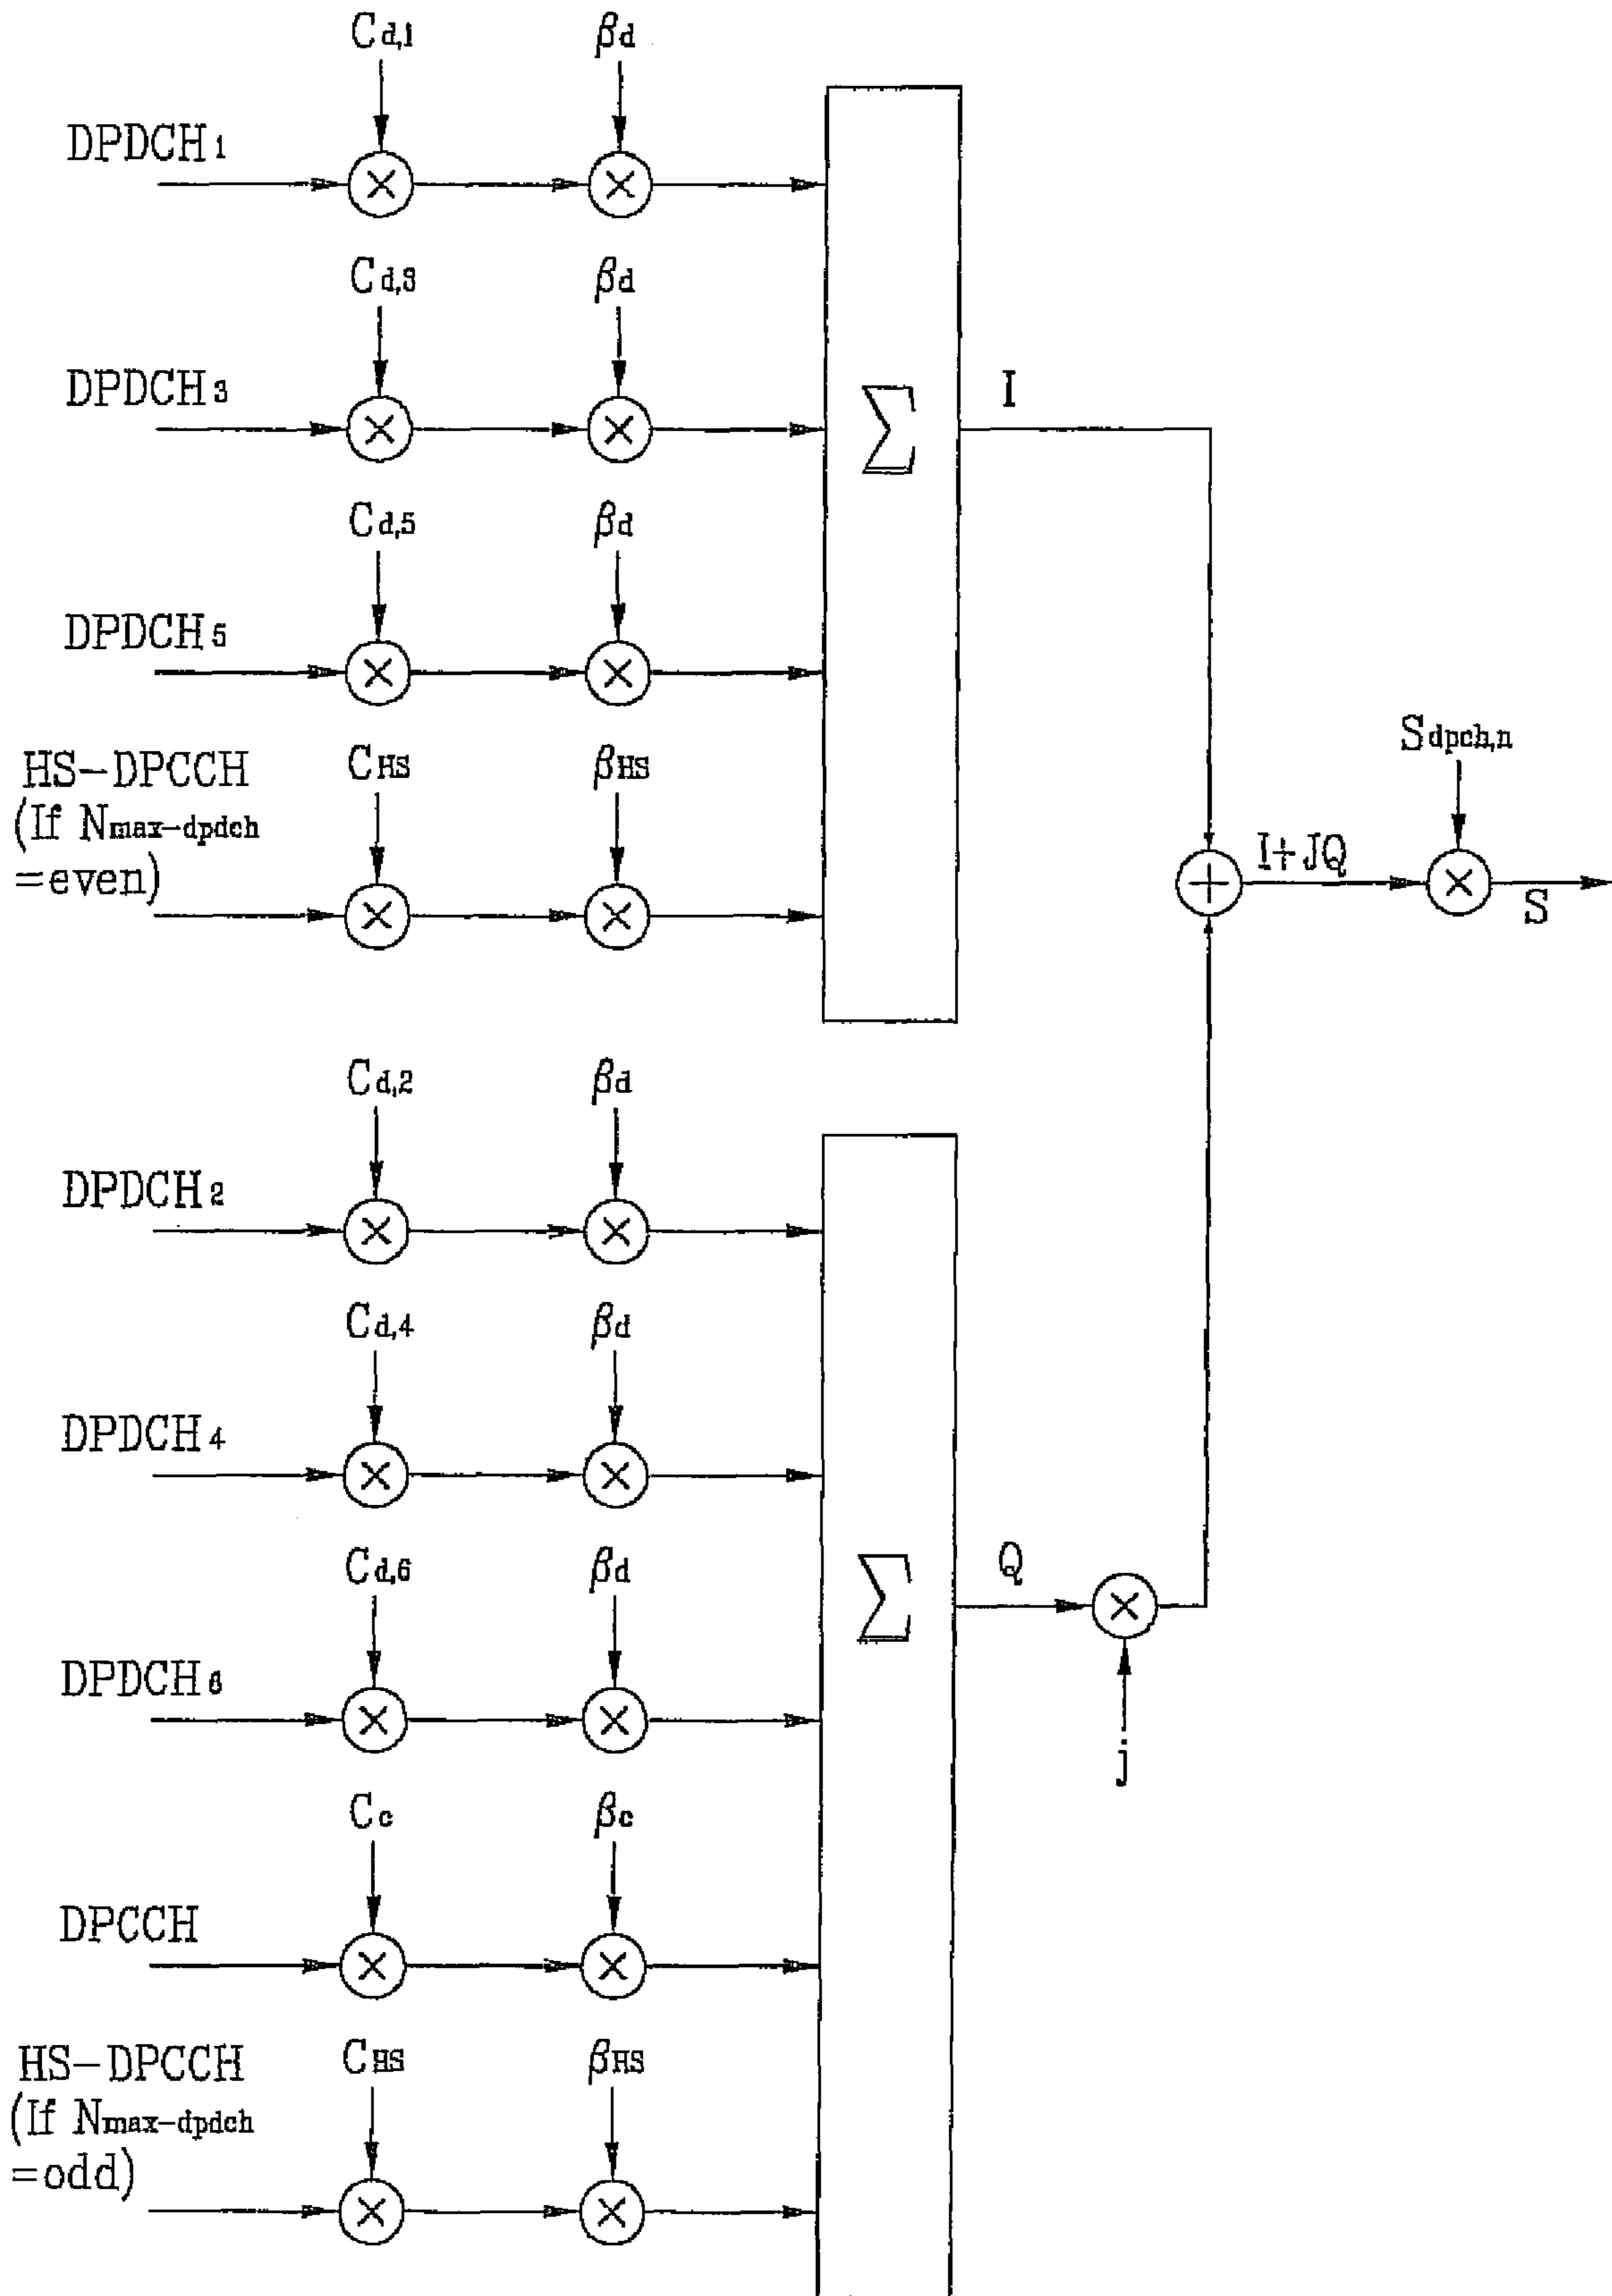 Cd,1 βd
DPDCH1
Cd,3 βd
DPDCH3
Σ
I
Cd,5 βd
DPDCH5
HS-DPCCH
(If Nmax-dpdch
=even)
CHS βHS
Sdpch,n
I+JQ
S
Cd,2 βd
DPDCH2
Cd,4 βd
DPDCH4
Cd,6 βd
DPDCH6
Σ
Q
j
Cc βc
DPCCH
HS-DPCCH
(If Nmax-dpdch
=odd)
CHS βHS